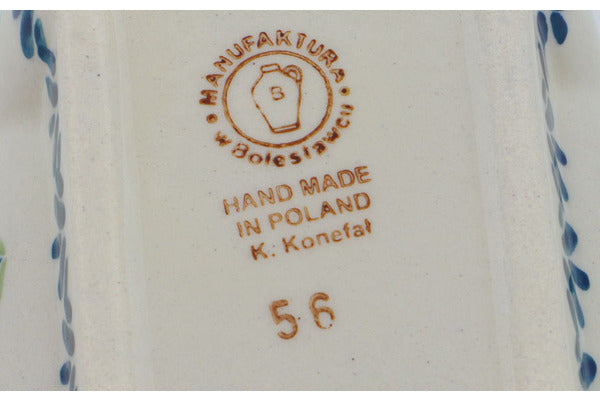 MANUFAKTURA
w Bolesławcu
B
HAND MADE
IN POLAND
K. Konefał
56